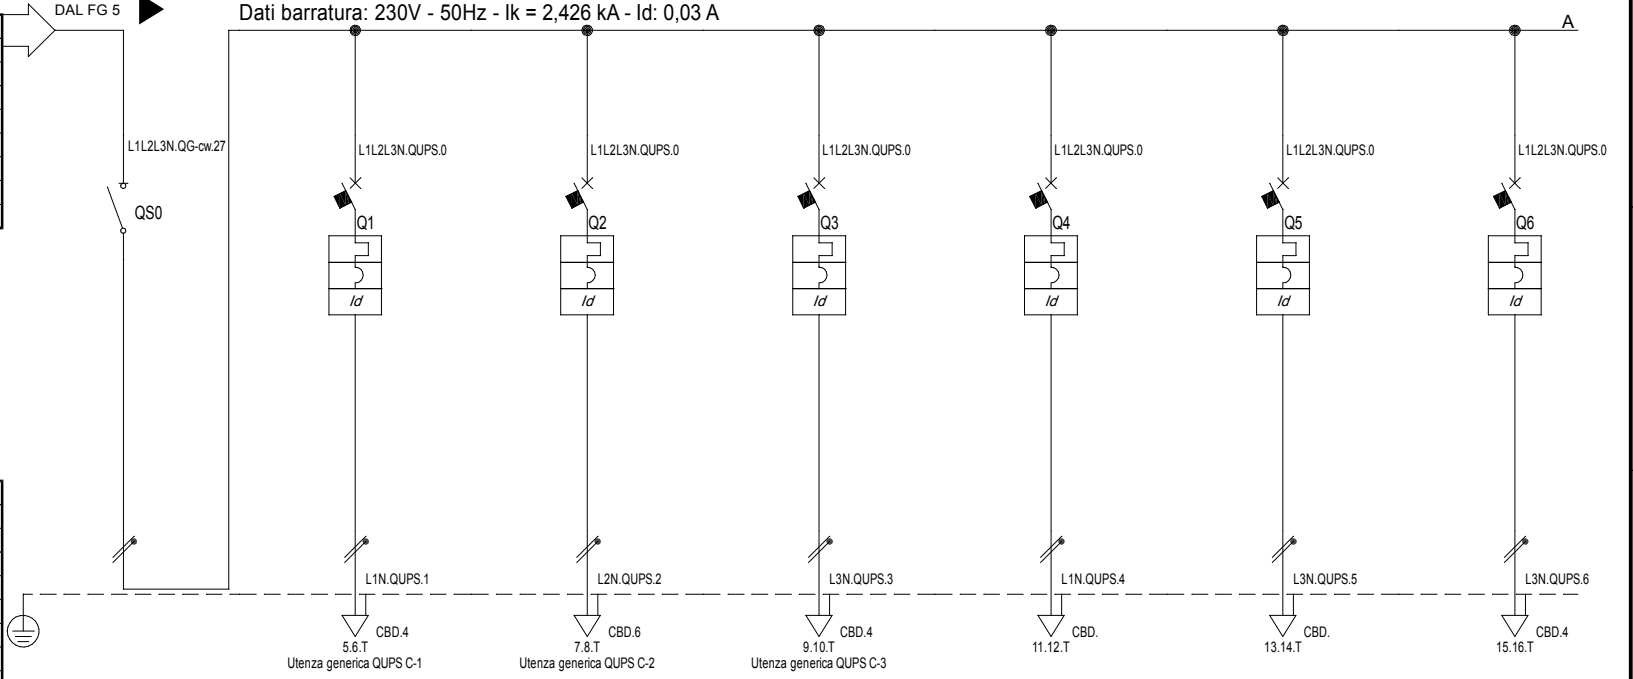 DAL FG 5
Dati barratura: 230V - 50Hz - Ik = 2,426 kA - Id: 0,03 A
A
L1L2L3N.QG-cw.27
L1L2L3N.QUPS.0
L1L2L3N.QUPS.0
L1L2L3N.QUPS.0
L1L2L3N.QUPS.0
L1L2L3N.QUPS.0
L1L2L3N.QUPS.0
QS0
Q1
Q2
Q3
Q4
Q5
Q6
Id
Id
Id
Id
Id
Id
L1N.QUPS.1
L2N.QUPS.2
L3N.QUPS.3
L1N.QUPS.4
L3N.QUPS.5
L3N.QUPS.6
CBD.4
CBD.6
CBD.4
CBD.
CBD.
CBD.4
5.6.T
7.8.T
9.10.T
11.12.T
13.14.T
15.16.T
Utenza generica QUPS C-1
Utenza generica QUPS C-2
Utenza generica QUPS C-3